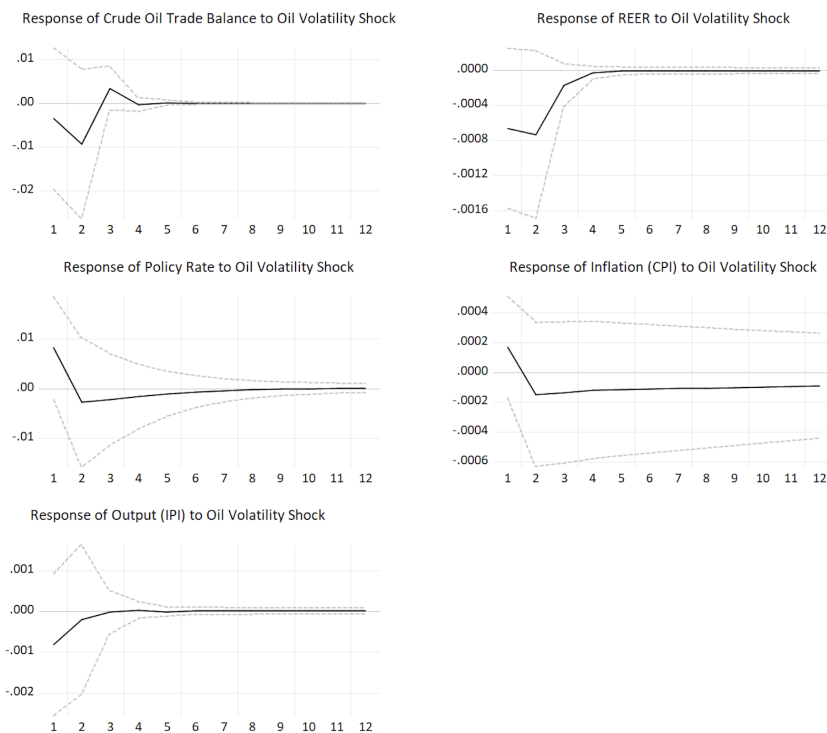 Response of Crude Oil Trade Balance to Oil Volatility Shock
.01
.00
-.01
-.02
1 2 3 4 5 6 7 8 9 10 11 12
Response of REER to Oil Volatility Shock
.0000
-.0004
-.0008
-.0012
-.0016
1 2 3 4 5 6 7 8 9 10 11 12
Response of Policy Rate to Oil Volatility Shock
.01
.00
-.01
1 2 3 4 5 6 7 8 9 10 11 12
Response of Inflation (CPI) to Oil Volatility Shock
.0004
.0002
.0000
-.0002
-.0004
-.0006
1 2 3 4 5 6 7 8 9 10 11 12
Response of Output (IPI) to Oil Volatility Shock
.001
.000
-.001
-.002
1 2 3 4 5 6 7 8 9 10 11 12